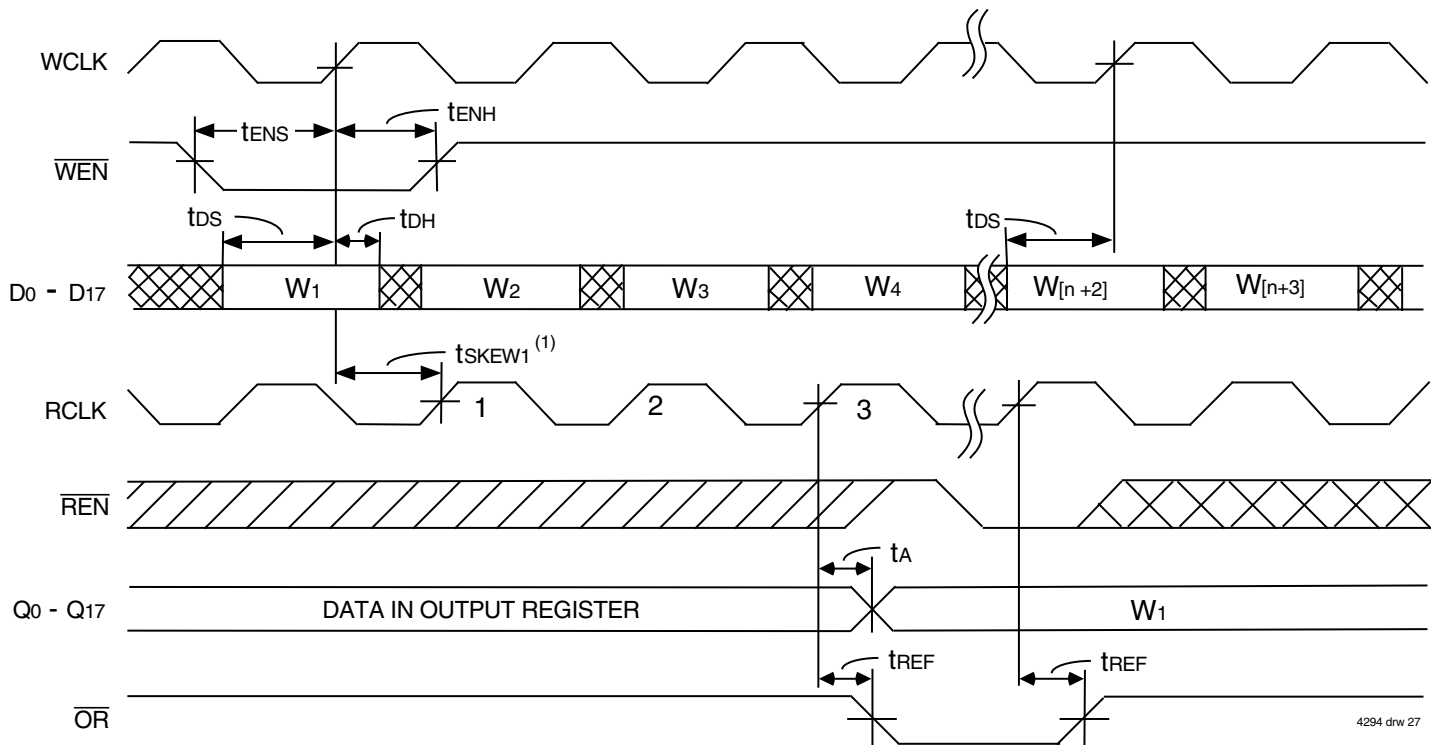 WCLK
tENS
tENH
WEN
tDS
tDH
tDS
D0 - D17
W1
W2
W3
W4
W[n +2]
W[n+3]
tSKEW1 (1)
RCLK
1
2
3
REN
tA
Q0 - Q17
DATA IN OUTPUT REGISTER
W1
tREF
tREF
OR
4294 drw 27